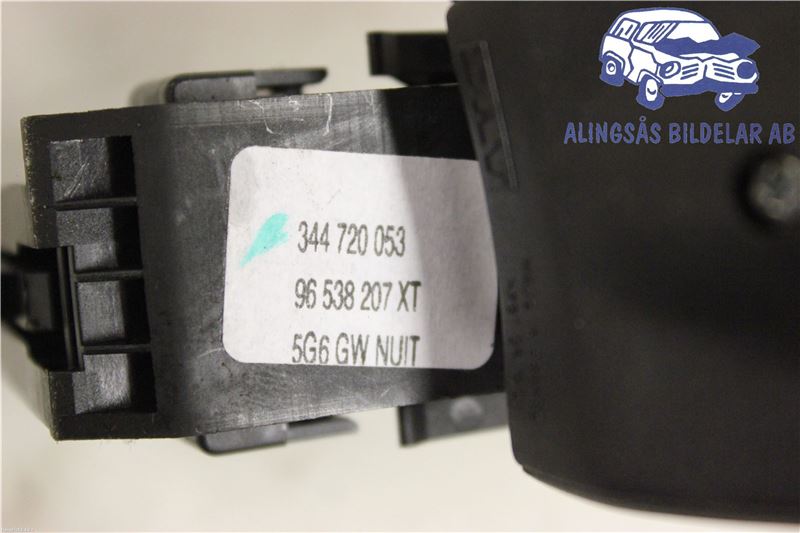 ALINGSÅS BILDELAR AB
344 720 053
96 538 207 XT
5G6 GW NUIT